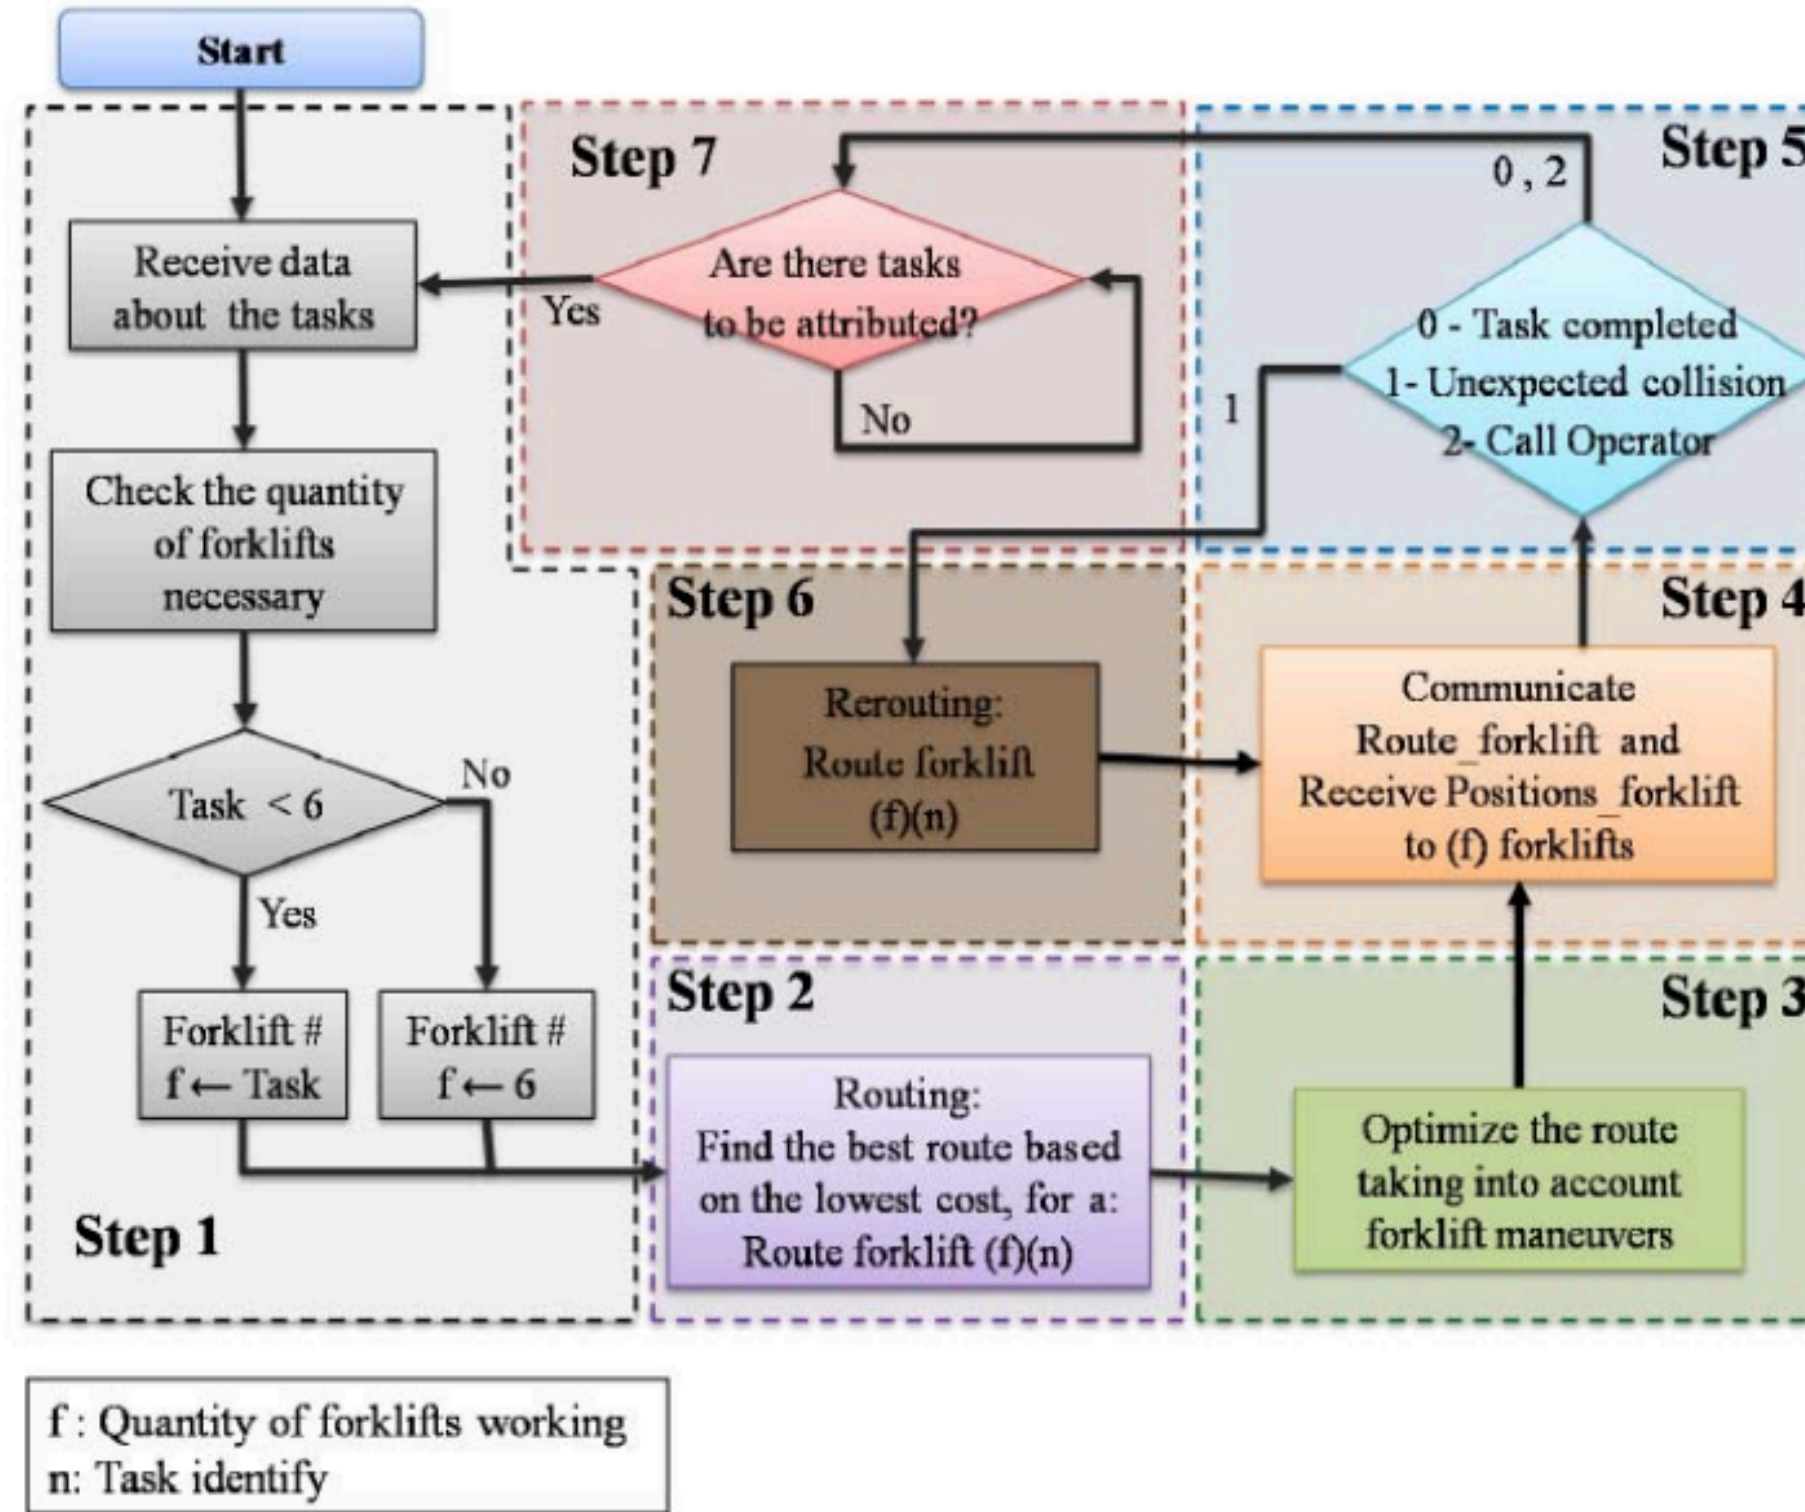 Start
Receive data
about the tasks
Check the quantity
of forklifts
necessary
Task < 6
No
Yes
Forklift #
f ← Task
Forklift #
f ← 6
Step 1
Step 2
Routing:
Find the best route based
on the lowest cost, for a:
Route forklift (f)(n)
Step 3
Optimize the route
taking into account
forklift maneuvers
Step 4
Communicate
Route_forklift and
Receive Positions_forklift
to (f) forklifts
Step 5
0 , 2
0 - Task completed
1- Unexpected collision
2- Call Operator
1
Step 6
Rerouting:
Route forklift
(f)(n)
Step 7
Are there tasks
to be attributed?
Yes
No
f : Quantity of forklifts working
n: Task identify